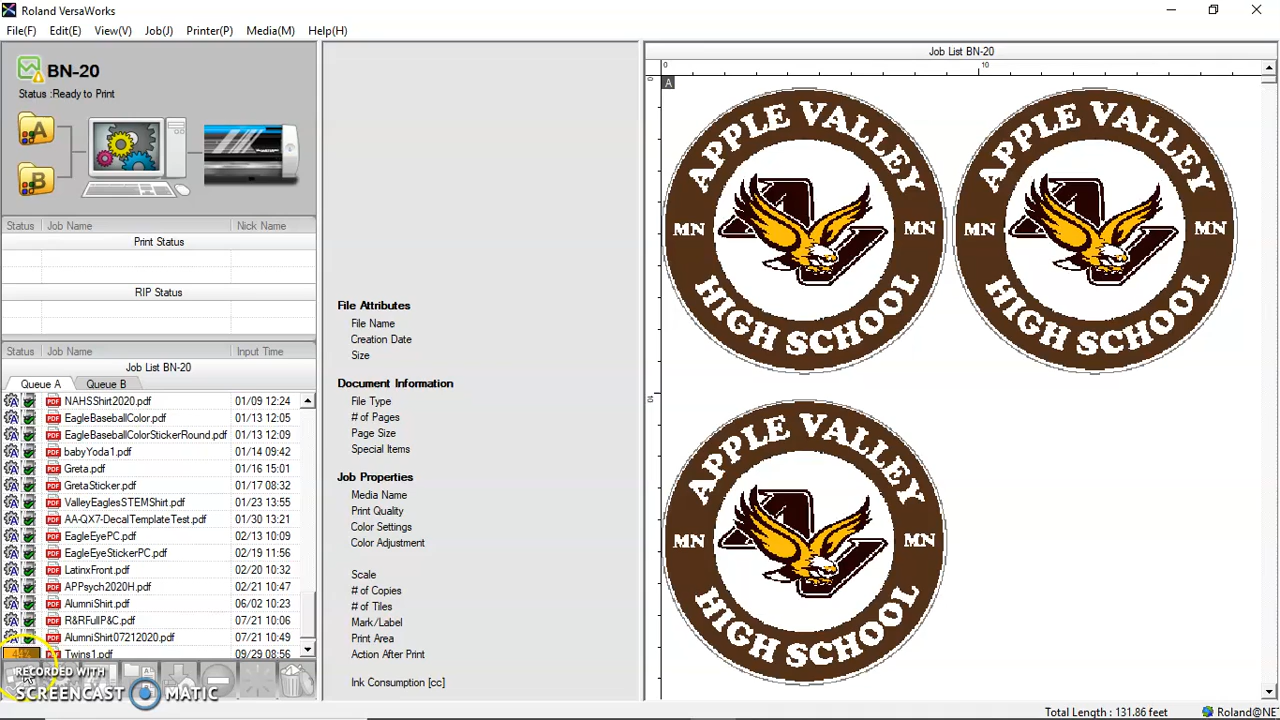 Roland VersaWorks
File(F) Edit(E) View(V) Job(J) Printer(P) Media(M) Help(H)
BN-20
Status :Ready to Print
A
B
Status Job Name Nick Name
Print Status
RIP Status
Status Job Name Input Time
Job List BN-20
Queue A Queue B
NAHSShirt2020.pdf 01/09 12:24
EagleBaseballColor.pdf 01/13 12:05
EagleBaseballColorStickerRound.pdf 01/13 12:09
babyYoda1.pdf 01/14 09:42
Greta.pdf 01/16 15:01
GretaSticker.pdf 01/17 08:32
ValleyEaglesSTEMShirt.pdf 01/23 13:55
AA-QX7-DecalTemplateTest.pdf 01/30 13:21
EagleEyePC.pdf 02/13 10:09
EagleEyeStickerPC.pdf 02/19 11:56
LatinxFront.pdf 02/20 10:32
APPsych2020H.pdf 02/21 10:47
AlumniShirt.pdf 06/02 10:23
R&RFullP&C.pdf 07/21 10:06
AlumniShirt07212020.pdf 07/21 10:49
44% Twins1.pdf 09/29 08:56
RECORDED WITH
SCREENCAST MATIC
File Attributes
File Name
Creation Date
Size
Document Information
File Type
# of Pages
Page Size
Special Items
Job Properties
Media Name
Print Quality
Color Settings
Color Adjustment
Scale
# of Copies
# of Tiles
Mark/Label
Print Area
Action After Print
Ink Consumption [cc]
Job List BN-20
0 10
0
10
A
APPLE VALLEY
MN MN
HIGH SCHOOL
APPLE VALLEY
MN MN
HIGH SCHOOL
APPLE VALLEY
MN MN
HIGH SCHOOL
Total Length : 131.86 feet Roland@NE